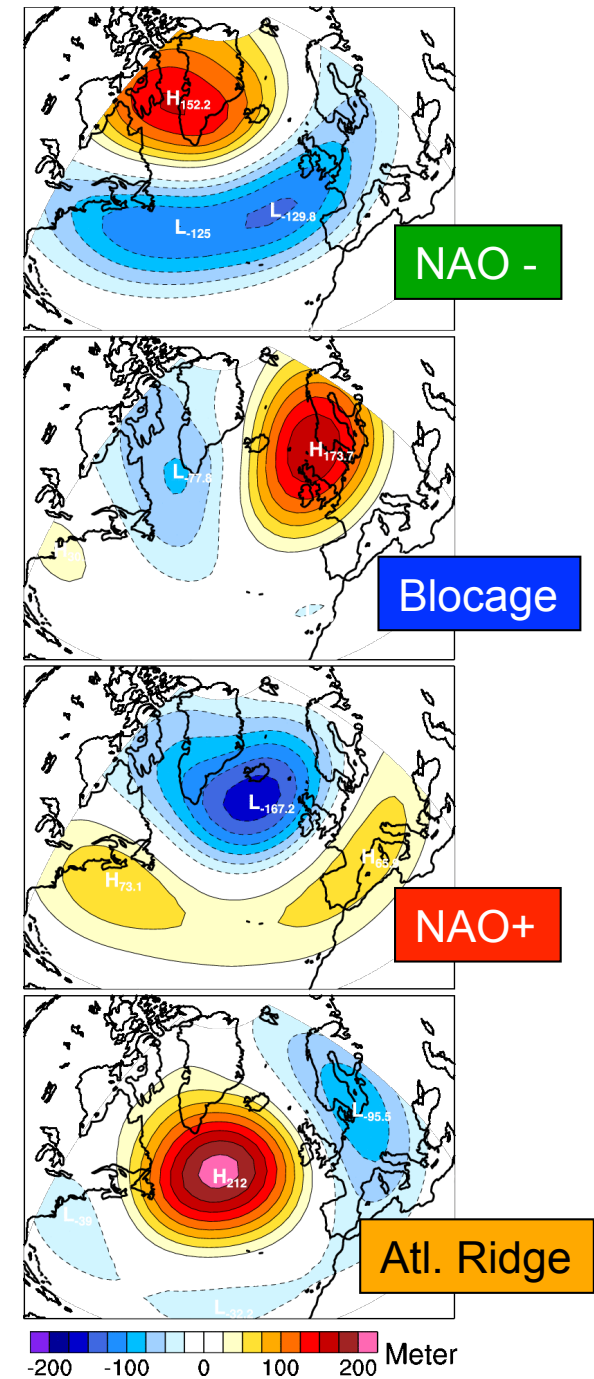 H152.2
L-125
L-129.8
NAO -
H173.7
L-77.8
Blocage
L-167.2
H73.1
NAO+
L-95.5
H212
L-39
Atl. Ridge
L-32.2
-200 -100 0 100 200 Meter